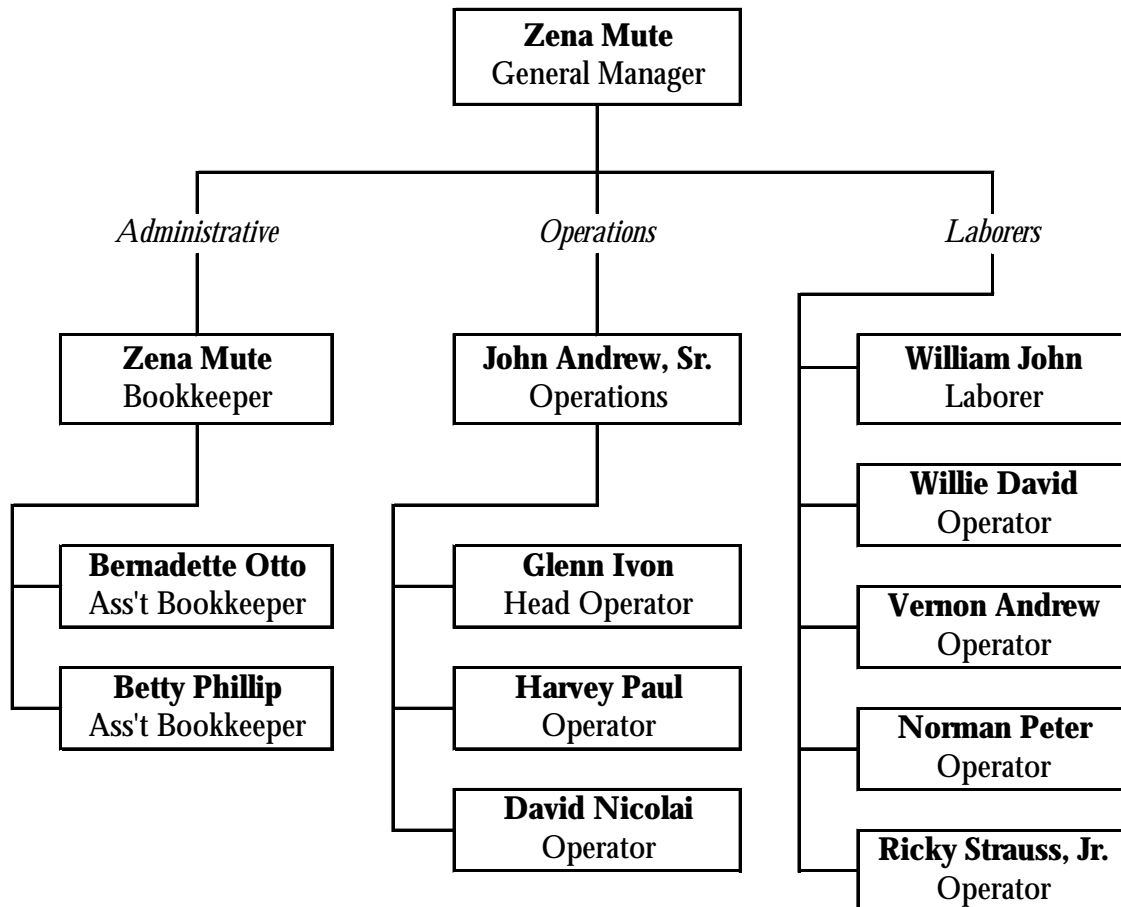 Zena Mute
General Manager
Administrative
Operations
Laborers
Zena Mute
Bookkeeper
John Andrew, Sr.
Operations
William John
Laborer
Willie David
Operator
Bernadette Otto
Ass't Bookkeeper
Glenn Ivon
Head Operator
Vernon Andrew
Operator
Betty Phillip
Ass't Bookkeeper
Harvey Paul
Operator
Norman Peter
Operator
David Nicolai
Operator
Ricky Strauss, Jr.
Operator